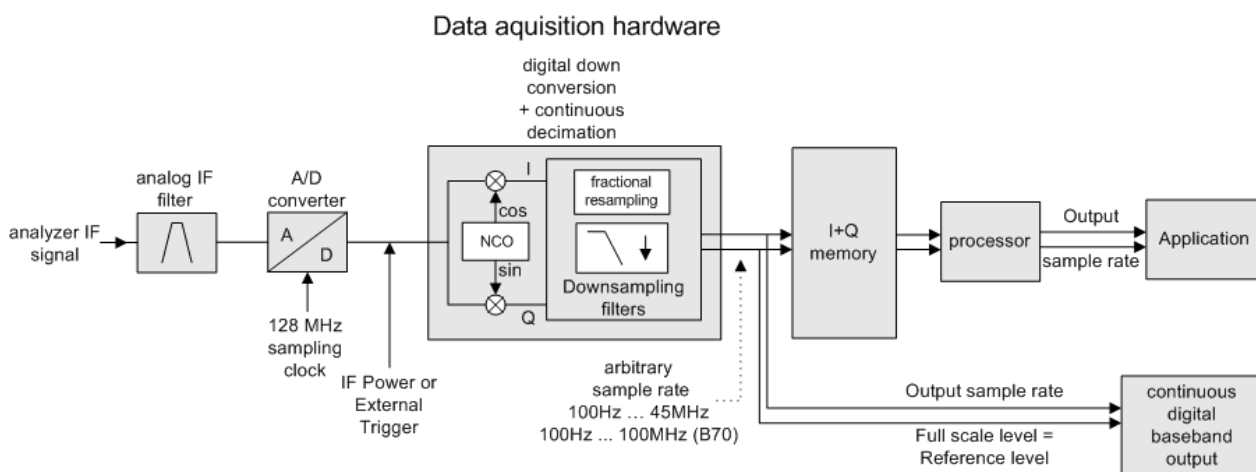 Data aquisition hardware
digital down
conversion
+ continuous
decimation
analog IF
filter
A/D
converter
analyzer IF
signal
A
D
128 MHz
sampling
clock
IF Power or
External
Trigger
I
cos
NCO
sin
Q
fractional
resampling
Downsampling
filters
arbitrary
sample rate
100Hz … 45MHz
100Hz ... 100MHz (B70)
I+Q
memory
processor
Output
sample rate
Application
Output sample rate
Full scale level =
Reference level
continuous
digital
baseband
output